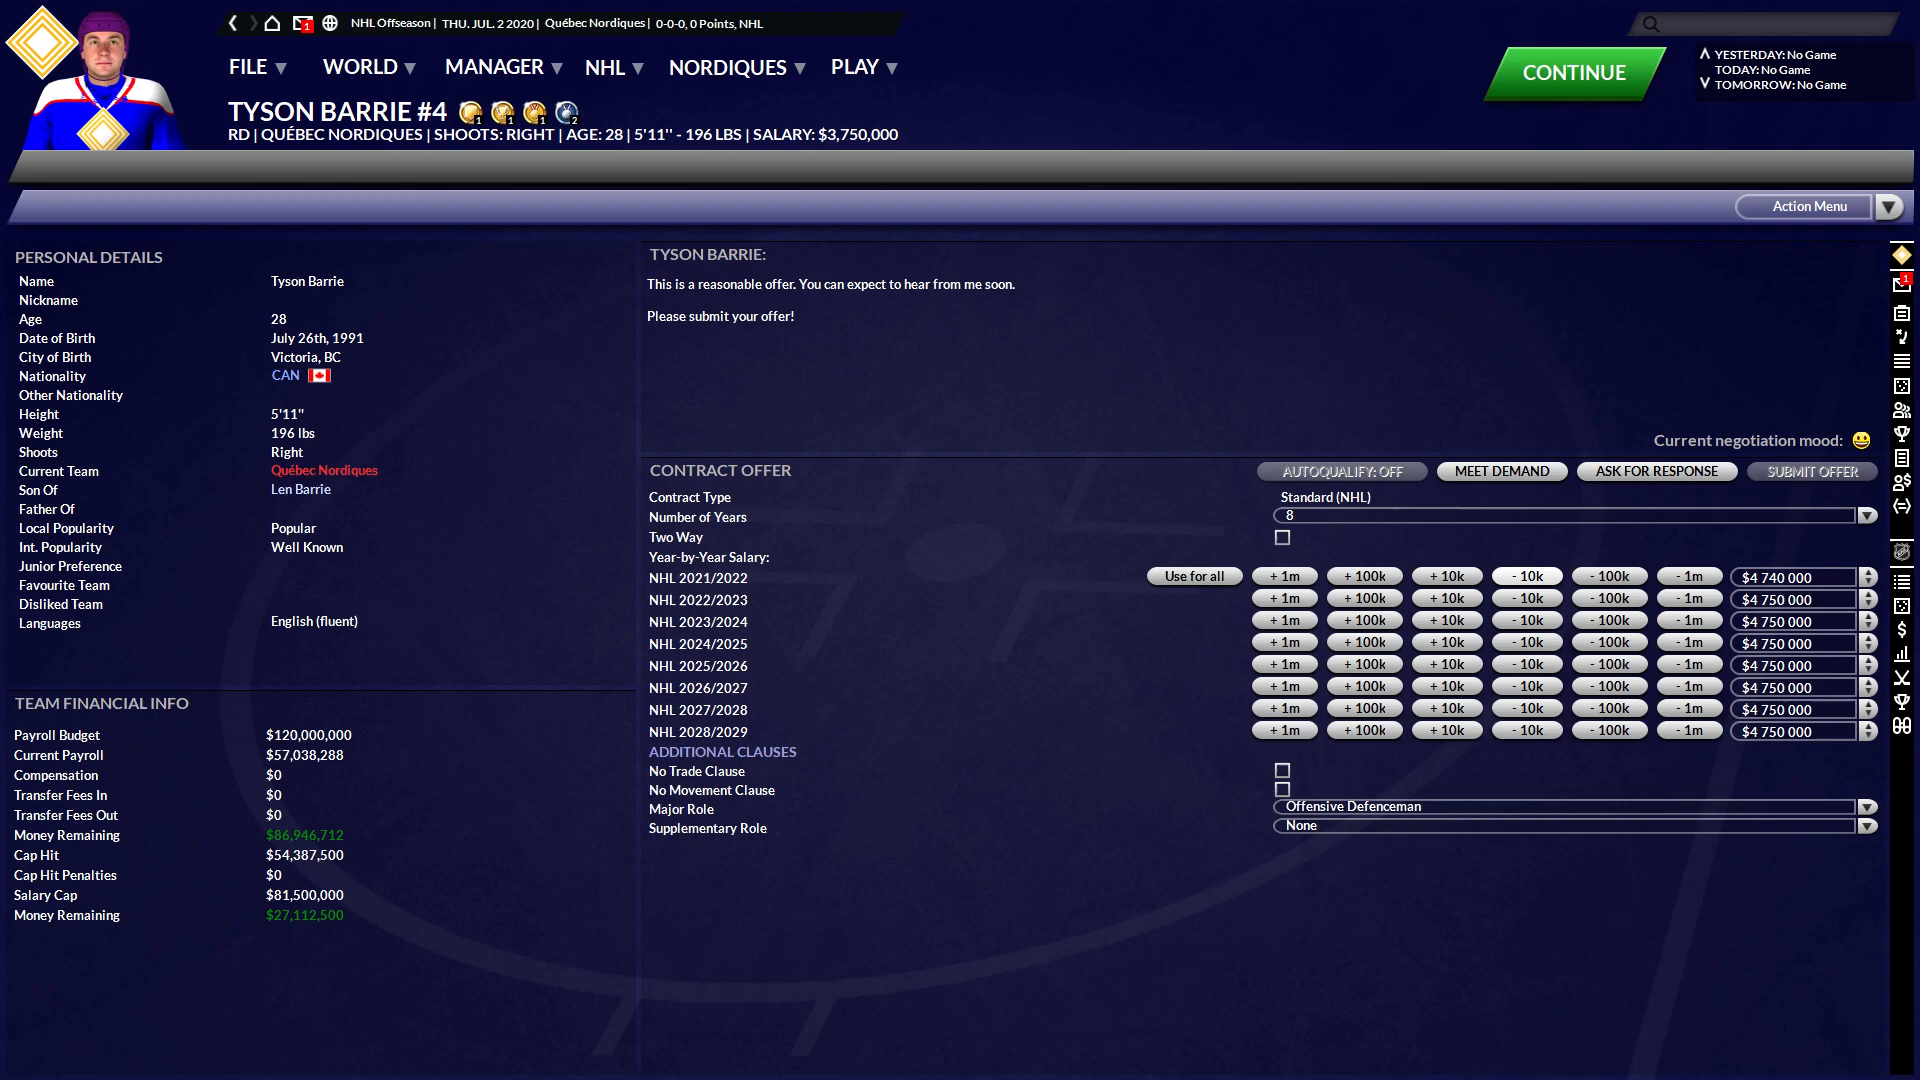 NHL Offseason | THU. JUL. 2 2020 | Québec Nordiques | 0-0-0, 0 Points, NHL
1
FILE WORLD MANAGER NHL NORDIQUES PLAY
CONTINUE
YESTERDAY: No Game
TODAY: No Game
TOMORROW: No Game
TYSON BARRIE #4 1 1 1 2
RD | QUÉBEC NORDIQUES | SHOOTS: RIGHT | AGE: 28 | 5'11" - 196 LBS | SALARY: $3,750,000
Action Menu
PERSONAL DETAILS
Name Tyson Barrie
Nickname
Age 28
Date of Birth July 26th, 1991
City of Birth Victoria, BC
Nationality CAN
Other Nationality
Height 5'11"
Weight 196 lbs
Shoots Right
Current Team Québec Nordiques
Son Of Len Barrie
Father Of
Local Popularity Popular
Int. Popularity Well Known
Junior Preference
Favourite Team
Disliked Team
Languages English (fluent)
TEAM FINANCIAL INFO
Payroll Budget $120,000,000
Current Payroll $57,038,288
Compensation $0
Transfer Fees In $0
Transfer Fees Out $0
Money Remaining $86,946,712
Cap Hit $54,387,500
Cap Hit Penalties $0
Salary Cap $81,500,000
Money Remaining $27,112,500
TYSON BARRIE:
This is a reasonable offer. You can expect to hear from me soon.
Please submit your offer!
Current negotiation mood:
CONTRACT OFFER AUTOQUALIFY: OFF MEET DEMAND ASK FOR RESPONSE SUBMIT OFFER
Contract Type Standard (NHL)
Number of Years 8
Two Way
Year-by-Year Salary:
NHL 2021/2022 Use for all + 1m + 100k + 10k - 10k - 100k - 1m $4 740 000
NHL 2022/2023 + 1m + 100k + 10k - 10k - 100k - 1m $4 750 000
NHL 2023/2024 + 1m + 100k + 10k - 10k - 100k - 1m $4 750 000
NHL 2024/2025 + 1m + 100k + 10k - 10k - 100k - 1m $4 750 000
NHL 2025/2026 + 1m + 100k + 10k - 10k - 100k - 1m $4 750 000
NHL 2026/2027 + 1m + 100k + 10k - 10k - 100k - 1m $4 750 000
NHL 2027/2028 + 1m + 100k + 10k - 10k - 100k - 1m $4 750 000
NHL 2028/2029 + 1m + 100k + 10k - 10k - 100k - 1m $4 750 000
ADDITIONAL CLAUSES
No Trade Clause
No Movement Clause
Major Role Offensive Defenceman
Supplementary Role None
1